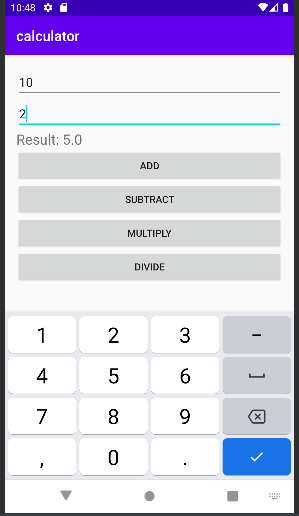 10:48
calculator
10
2
Result: 5.0
ADD
SUBTRACT
MULTIPLY
DIVIDE
1 2 3 –
4 5 6
7 8 9
, 0 .